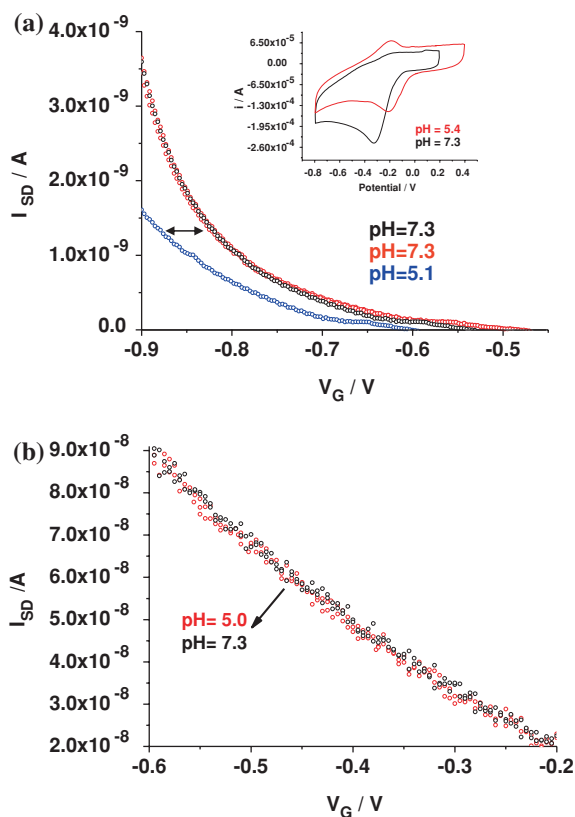 (a)
4.0x10⁻⁹
3.0x10⁻⁹
2.0x10⁻⁹
1.0x10⁻⁹
0.0
I_SD / A
-0.9 -0.8 -0.7 -0.6 -0.5
V_G / V
6.50x10⁻⁵
0.00
-6.50x10⁻⁵
-1.30x10⁻⁴
-1.95x10⁻⁴
-2.60x10⁻⁴
i / A
-0.8 -0.6 -0.4 -0.2 0.0 0.2 0.4
Potential / V
pH = 5.4
pH = 7.3
pH=7.3
pH=7.3
pH=5.1
(b)
9.0x10⁻⁸
8.0x10⁻⁸
7.0x10⁻⁸
6.0x10⁻⁸
5.0x10⁻⁸
4.0x10⁻⁸
3.0x10⁻⁸
2.0x10⁻⁸
I_SD /A
pH= 5.0
pH= 7.3
-0.6 -0.5 -0.4 -0.3 -0.2
V_G / V